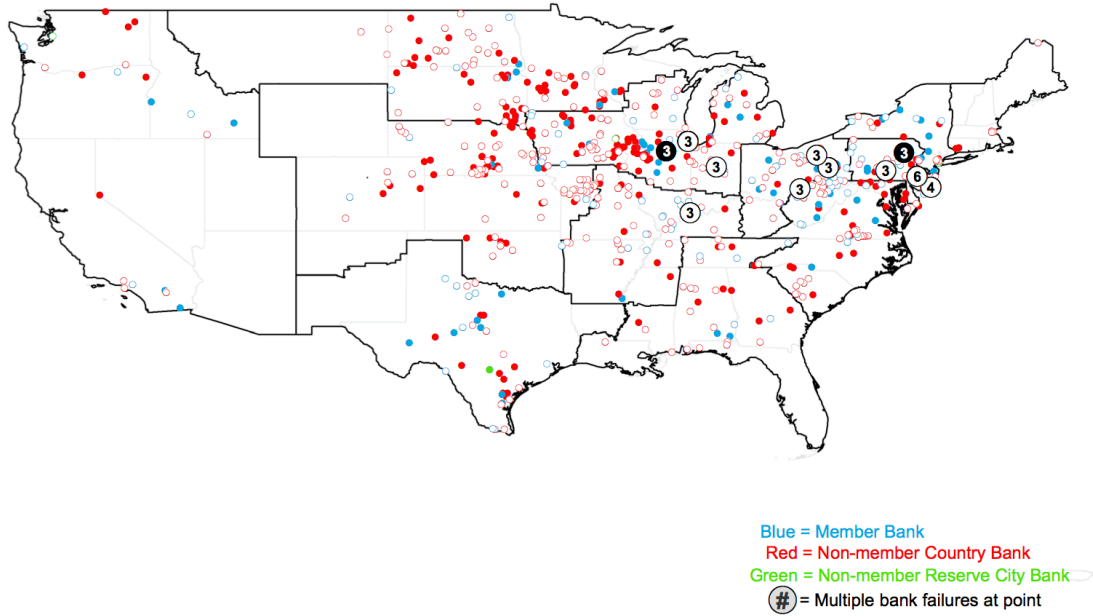 3
3
3
3
3
3
3
3
6
4
3
Blue = Member Bank
Red = Non-member Country Bank
Green = Non-member Reserve City Bank
# = Multiple bank failures at point